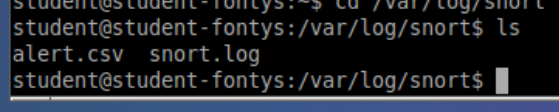 student@student-fontys:~$ cd /var/log/snort
student@student-fontys:/var/log/snort$ ls
alert.csv  snort.log
student@student-fontys:/var/log/snort$